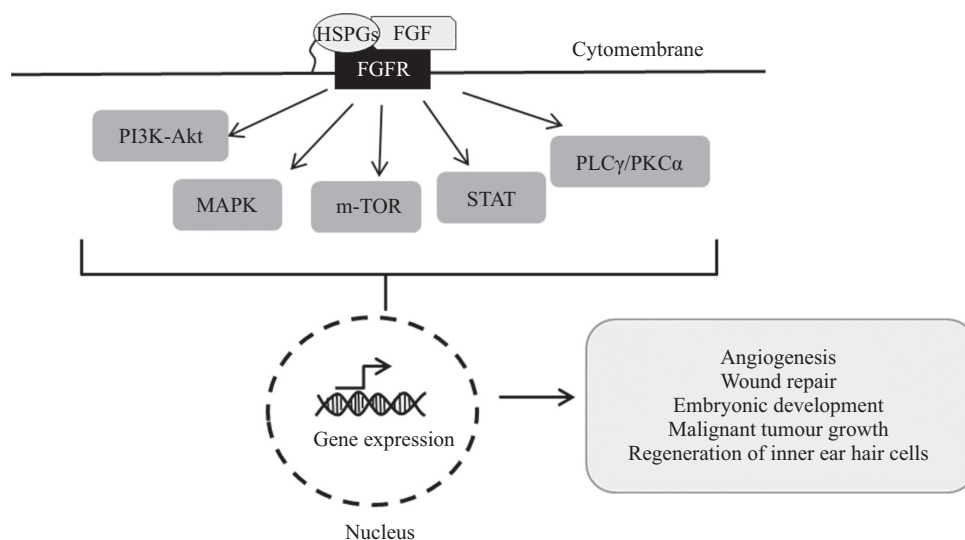 HSPGs
FGF
Cytomembrane
FGFR
PI3K-Akt
MAPK
m-TOR
STAT
PLCγ/PKCα
Gene expression
Nucleus
Angiogenesis
Wound repair
Embryonic development
Malignant tumour growth
Regeneration of inner ear hair cells